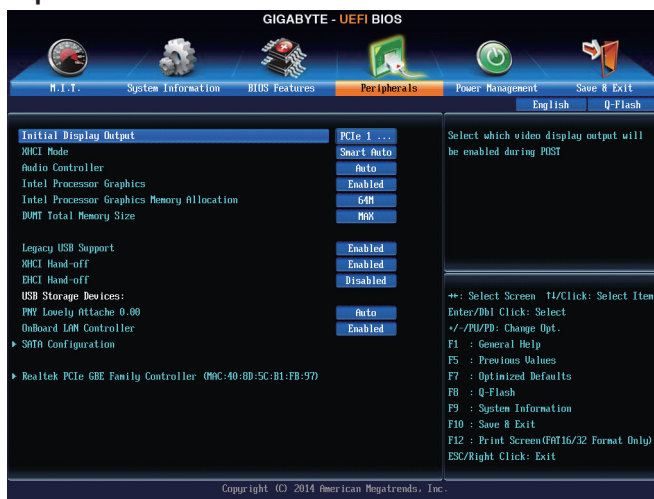 GIGABYTE - UEFI BIOS
M.I.T. System Information BIOS Features Peripherals Power Management Save & Exit
English Q-Flash
Initial Display Output PCIe 1 ...
XHCI Mode Smart Auto
Audio Controller Auto
Intel Processor Graphics Enabled
Intel Processor Graphics Memory Allocation 64M
DVMT Total Memory Size MAX
Legacy USB Support Enabled
XHCI Hand-off Enabled
EHCI Hand-off Disabled
USB Storage Devices:
PNY Lovely Attache 0.00 Auto
OnBoard LAN Controller Enabled
SATA Configuration
Realtek PCIe GBE Family Controller (MAC:40:8D:5C:B1:FB:97)
Select which video display output will
be enabled during POST
→←: Select Screen ↑↓/Click: Select Item
Enter/Dbl Click: Select
+/-/PU/PD: Change Opt.
F1 : General Help
F5 : Previous Values
F7 : Optimized Defaults
F8 : Q-Flash
F9 : System Information
F10 : Save & Exit
F12 : Print Screen(FAT16/32 Format Only)
ESC/Right Click: Exit
Copyright (C) 2014 American Megatrends, Inc.